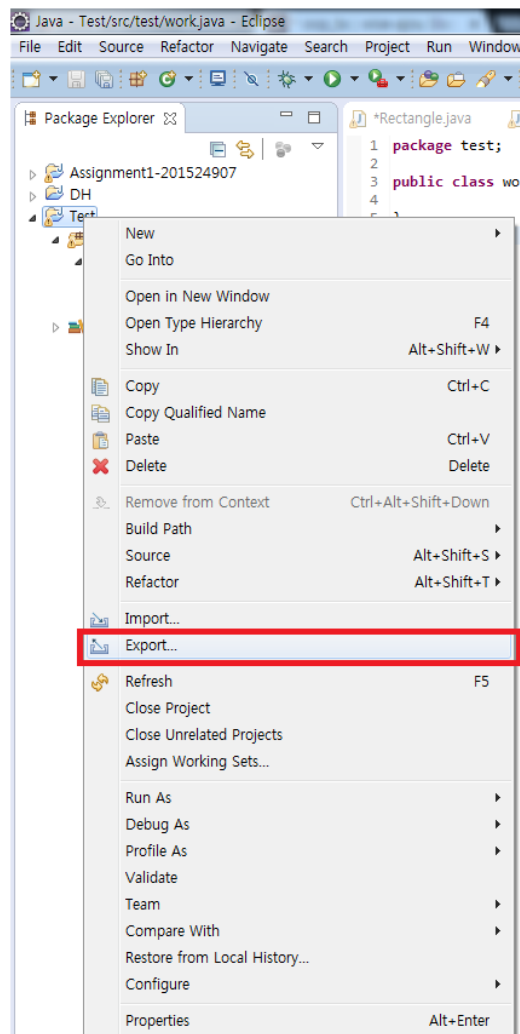 Java - Test/src/test/work.java - Eclipse
File Edit Source Refactor Navigate Search Project Run Window
Package Explorer
*Rectangle.java
1 package test;
2
3 public class wo
4
5 }
Assignment1-201524907
DH
Test
New
Go Into
Open in New Window
Open Type Hierarchy F4
Show In Alt+Shift+W
Copy Ctrl+C
Copy Qualified Name
Paste Ctrl+V
Delete Delete
Remove from Context Ctrl+Alt+Shift+Down
Build Path
Source Alt+Shift+S
Refactor Alt+Shift+T
Import...
Export...
Refresh F5
Close Project
Close Unrelated Projects
Assign Working Sets...
Run As
Debug As
Profile As
Validate
Team
Compare With
Restore from Local History...
Configure
Properties Alt+Enter